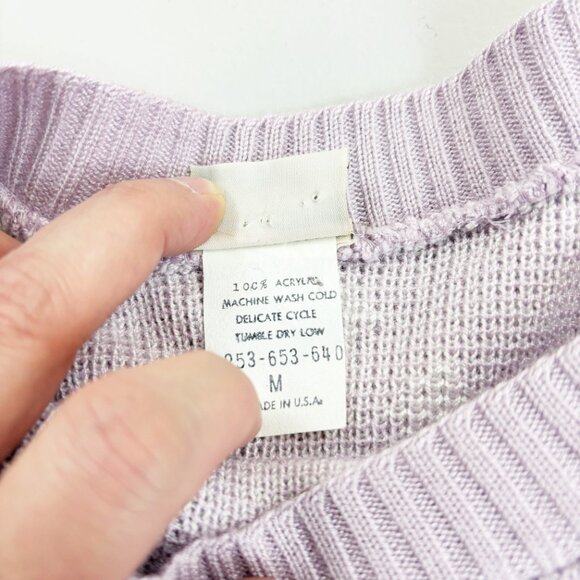 100% ACRYLIC
MACHINE WASH COLD
DELICATE CYCLE
TUMBLE DRY LOW
253-653-640
M
MADE IN U.S.A.